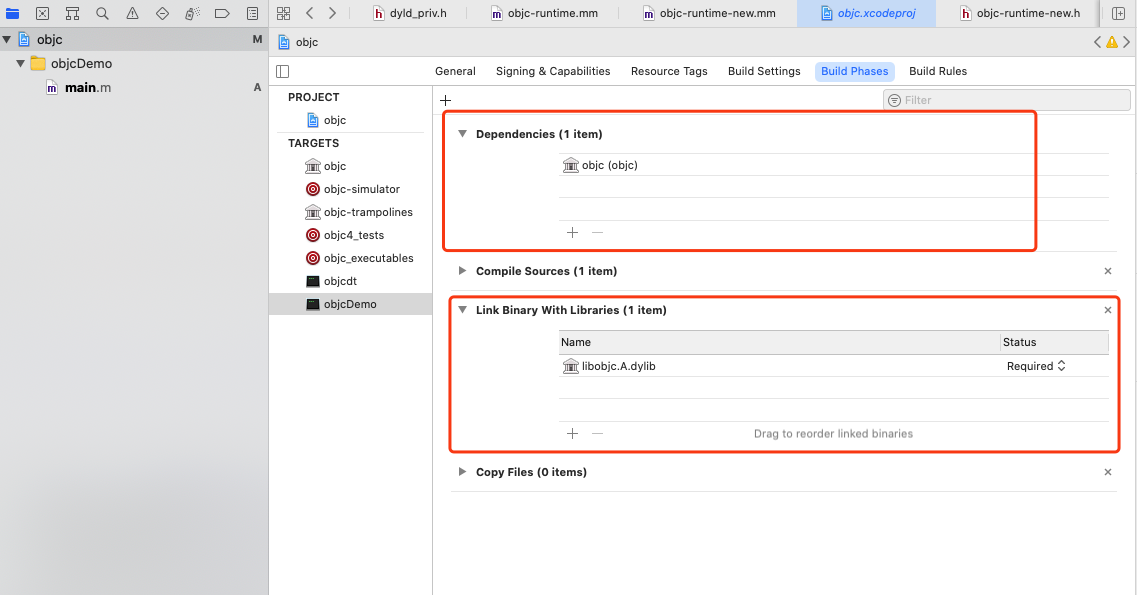 dyld_priv.h
objc-runtime.mm
objc-runtime-new.mm
objc.xcodeproj
objc-runtime-new.h
objc M
objc
objcDemo
main.m A
General Signing & Capabilities Resource Tags Build Settings Build Phases Build Rules
PROJECT
objc
TARGETS
objc
objc-simulator
objc-trampolines
objc4_tests
objc_executables
objcdt
objcDemo
Filter
Dependencies (1 item)
objc (objc)
Compile Sources (1 item)
Link Binary With Libraries (1 item)
Name Status
libobjc.A.dylib Required
Drag to reorder linked binaries
Copy Files (0 items)